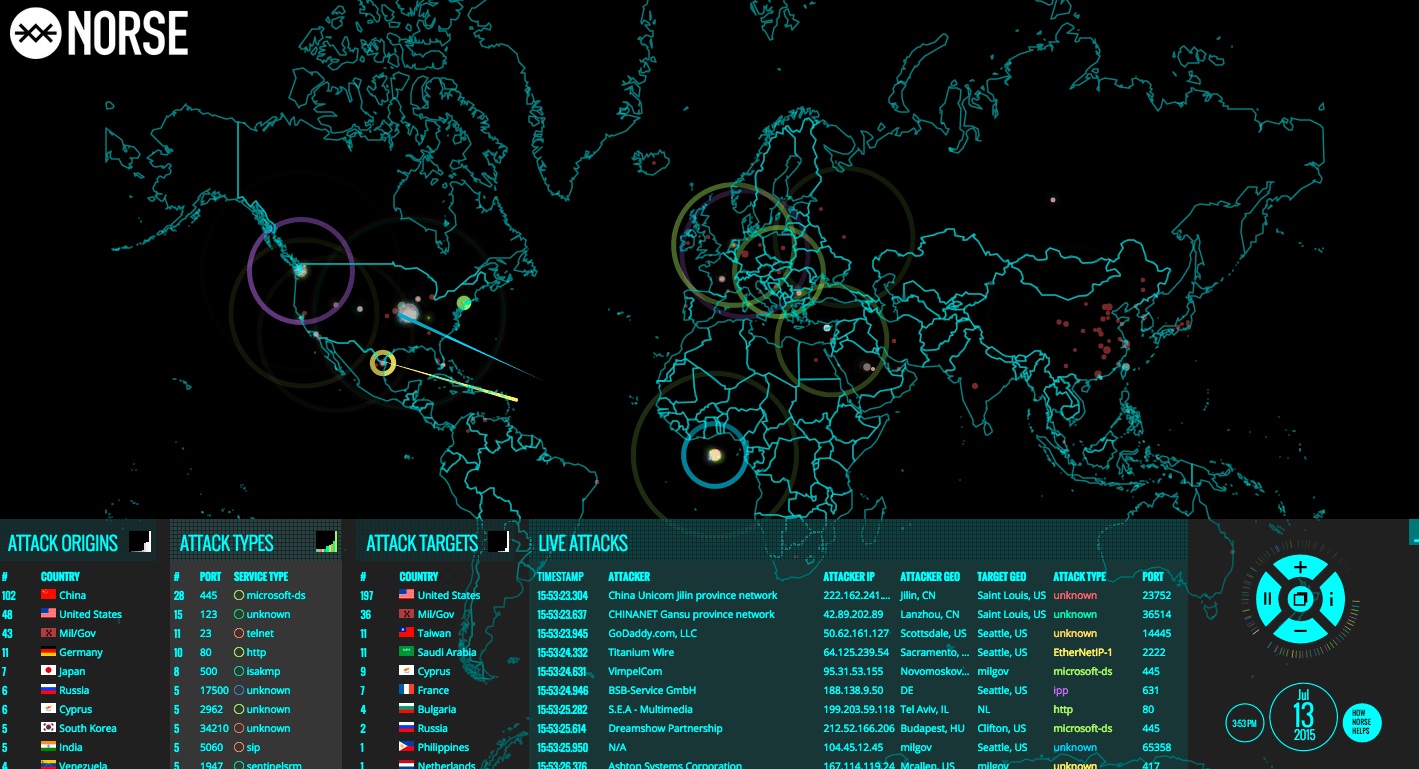 NORSE
ATTACK ORIGINS
# COUNTRY
102 China
48 United States
43 Mil/Gov
11 Germany
7 Japan
6 Russia
6 Cyprus
5 South Korea
5 India
4 Venezuela
ATTACK TYPES
# PORT SERVICE TYPE
28 445 microsoft-ds
15 123 unknown
11 23 telnet
10 80 http
8 500 isakmp
5 17500 unknown
5 2962 unknown
5 34210 unknown
5 5060 sip
5 1947 sentinelsrm
ATTACK TARGETS
# COUNTRY
197 United States
36 Mil/Gov
11 Taiwan
11 Saudi Arabia
9 Cyprus
7 France
4 Bulgaria
2 Russia
1 Philippines
1 Netherlands
LIVE ATTACKS
TIMESTAMP ATTACKER ATTACKER IP ATTACKER GEO TARGET GEO ATTACK TYPE PORT
15:53:23.304 China Unicom Jilin province network 222.162.241.... Jilin, CN Saint Louis, US unknown 23752
15:53:23.637 CHINANET Gansu province network 42.89.202.89 Lanzhou, CN Saint Louis, US unknown 36514
15:53:23.945 GoDaddy.com, LLC 50.62.161.127 Scottsdale, US Seattle, US unknown 14445
15:53:24.332 Titanium Wire 64.125.239.54 Sacramento, ... Seattle, US EtherNetIP-1 2222
15:53:24.631 VimpelCom 95.31.53.155 Novomoskov... milgov microsoft-ds 445
15:53:24.946 BSB-Service GmbH 188.138.9.50 DE Seattle, US ipp 631
15:53:25.282 S.E.A - Multimedia 199.203.59.118 Tel Aviv, IL NL http 80
15:53:25.614 Dreamshow Partnership 212.52.166.206 Budapest, HU Clifton, US microsoft-ds 445
15:53:25.950 N/A 104.45.12.45 milgov Seattle, US unknown 65358
15:53:26.376 Ashton Systems Corporation 167.114.119.24 Mcallen, US milgov unknown 417
+
i
−
3:53 PM
Jul
13
2015
HOW
NORSE
HELPS